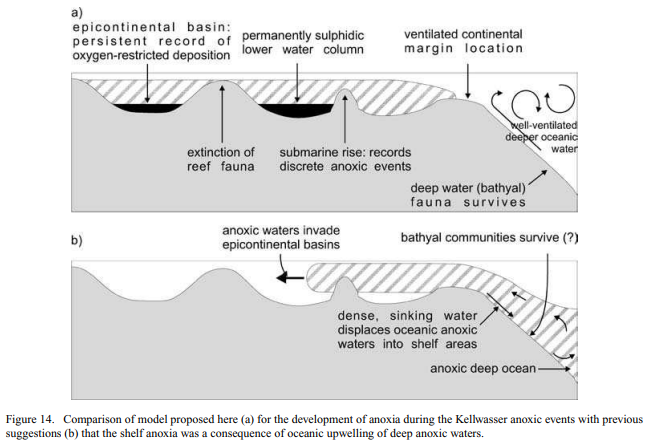 a)
epicontinental basin:
persistent record of
oxygen-restricted deposition
permanently sulphidic
lower water column
ventilated continental
margin location
well-ventilated
deeper oceanic
water
extinction of
reef fauna
submarine rise: records
discrete anoxic events
deep water (bathyal)
fauna survives
b)
anoxic waters invade
epicontinental basins
bathyal communities survive (?)
dense, sinking water
displaces oceanic anoxic
waters into shelf areas
anoxic deep ocean
Figure 14. Comparison of model proposed here (a) for the development of anoxia during the Kellwasser anoxic events with previous
suggestions (b) that the shelf anoxia was a consequence of oceanic upwelling of deep anoxic waters.